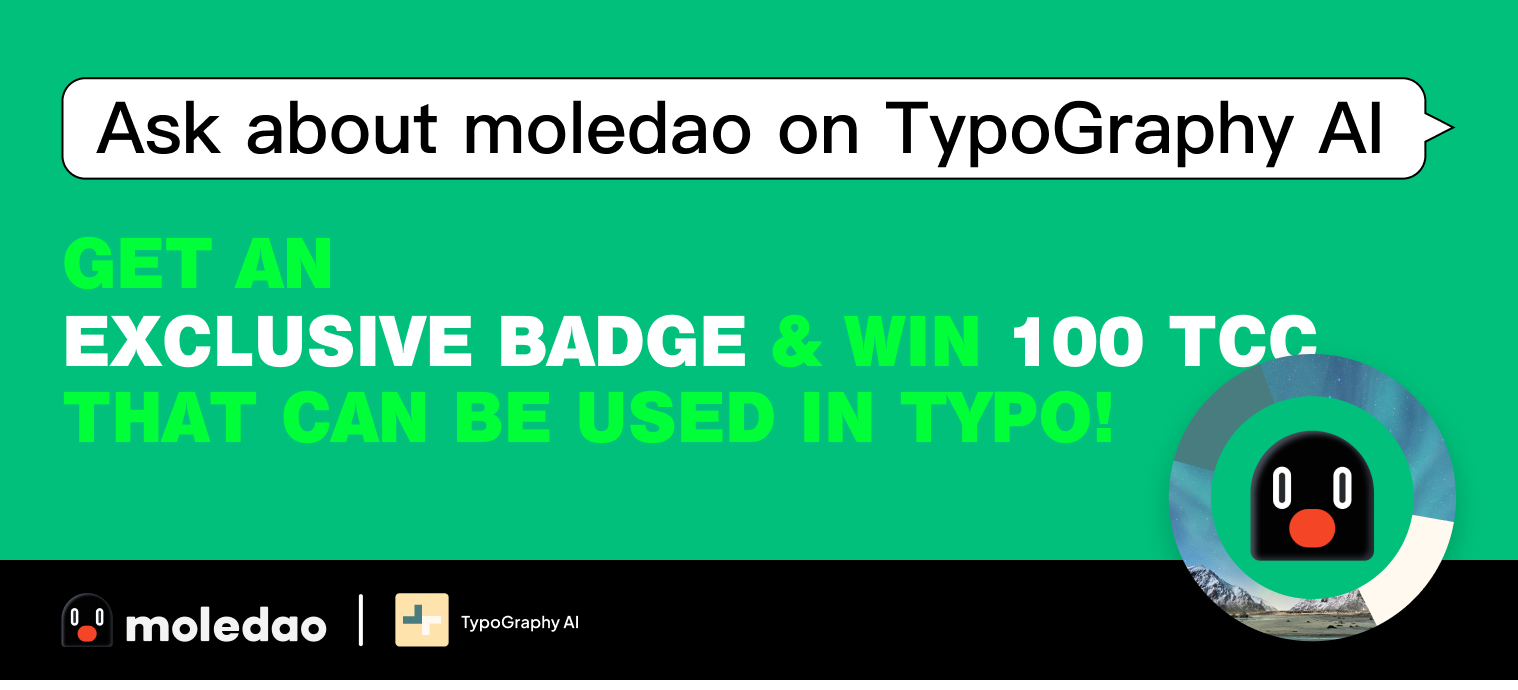 Ask about moledao on TypoGraphy AI
GET AN
EXCLUSIVE BADGE & WIN 100 TCC
THAT CAN BE USED IN TYPO!
moledao
TypoGraphy AI